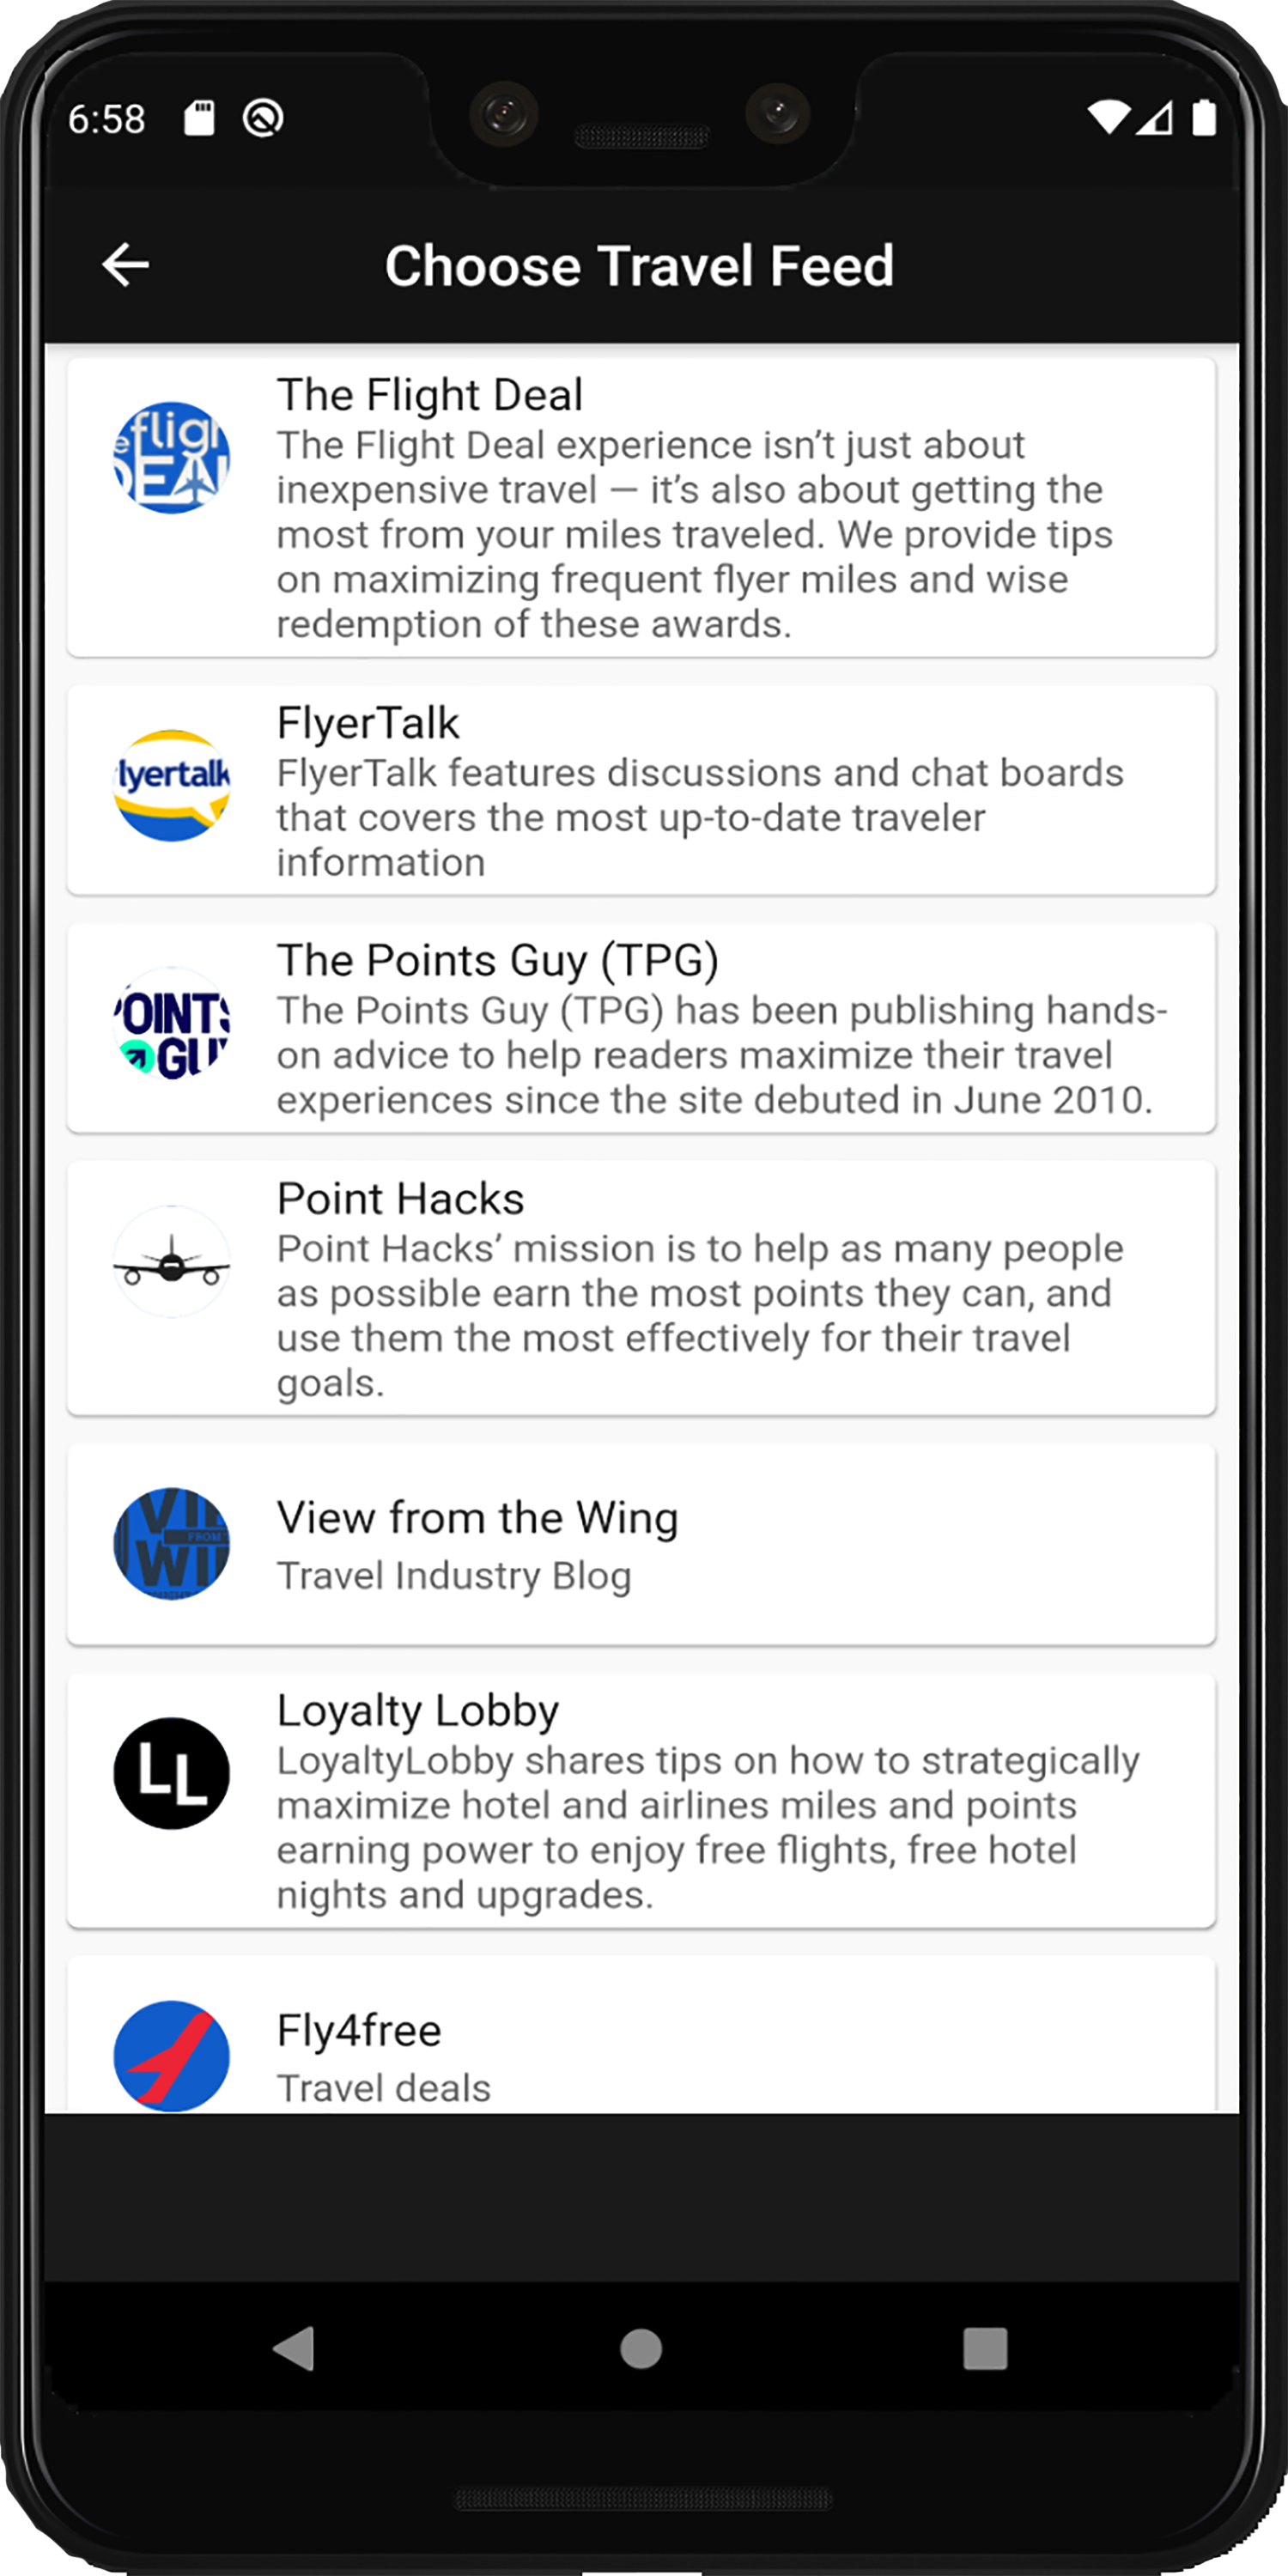 6:58
Choose Travel Feed
The Flight Deal
The Flight Deal experience isn’t just about
inexpensive travel — it’s also about getting the
most from your miles traveled. We provide tips
on maximizing frequent flyer miles and wise
redemption of these awards.
eflig
DEAL
FlyerTalk
FlyerTalk features discussions and chat boards
that covers the most up-to-date traveler
information
lyertalk
The Points Guy (TPG)
The Points Guy (TPG) has been publishing hands-
on advice to help readers maximize their travel
experiences since the site debuted in June 2010.
OINTS
GUY
Point Hacks
Point Hacks’ mission is to help as many people
as possible earn the most points they can, and
use them the most effectively for their travel
goals.
View from the Wing
Travel Industry Blog
VIE
FROM
WI
Loyalty Lobby
LoyaltyLobby shares tips on how to strategically
maximize hotel and airlines miles and points
earning power to enjoy free flights, free hotel
nights and upgrades.
LL
Fly4free
Travel deals